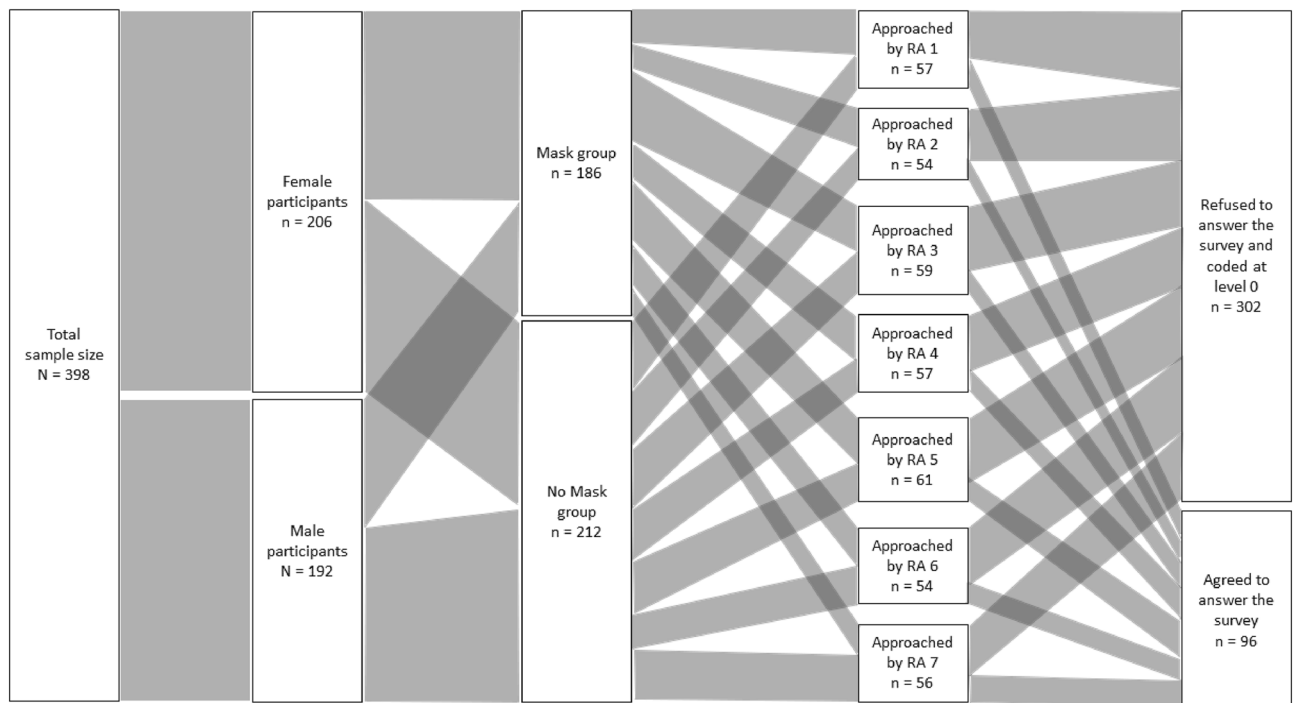 Total
sample size
N = 398
Female
participants
n = 206
Male
participants
N = 192
Mask group
n = 186
No Mask
group
n = 212
Approached
by RA 1
n = 57
Approached
by RA 2
n = 54
Approached
by RA 3
n = 59
Approached
by RA 4
n = 57
Approached
by RA 5
n = 61
Approached
by RA 6
n = 54
Approached
by RA 7
n = 56
Refused to
answer the
survey and
coded at
level 0
n = 302
Agreed to
answer the
survey
n = 96